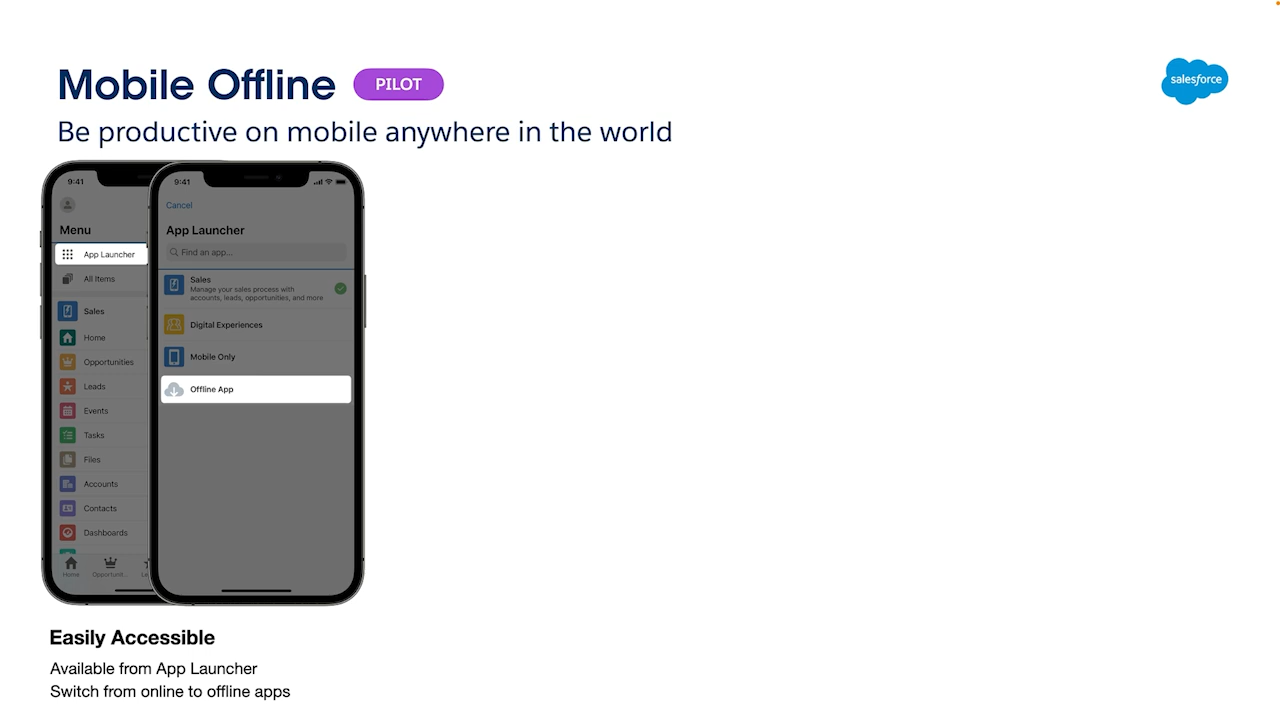 Mobile Offline PILOT
salesforce
Be productive on mobile anywhere in the world
9:41
Menu
App Launcher
All Items
Sales
Home
Opportunities
Leads
Events
Tasks
Files
Accounts
Contacts
Dashboards
Home
Opportunit...
9:41
Cancel
App Launcher
Find an app...
Sales
Manage your sales process with
accounts, leads, opportunities, and more
Digital Experiences
Mobile Only
Offline App
Easily Accessible
Available from App Launcher
Switch from online to offline apps